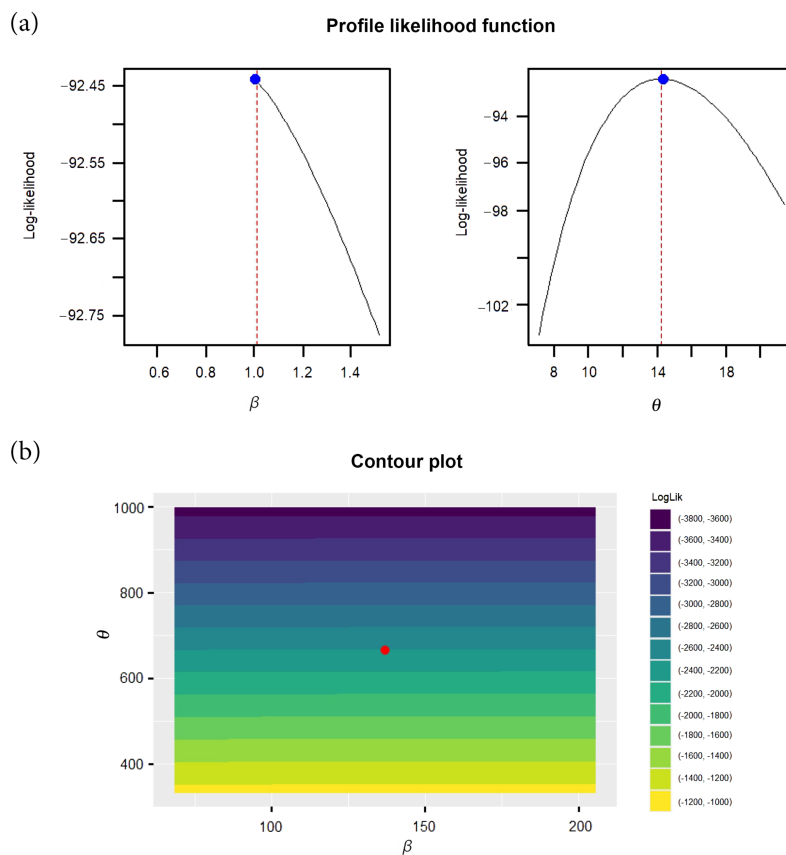 (a)
Profile likelihood function
Log-likelihood
−92.45
−92.55
−92.65
−92.75
0.6 0.8 1.0 1.2 1.4
β
Log-likelihood
−94
−96
−98
−102
8 10 14 18
θ
(b)
Contour plot
θ
1000
800
600
400
100 150 200
β
LogLik
(-3800, -3600)
(-3600, -3400)
(-3400, -3200)
(-3200, -3000)
(-3000, -2800)
(-2800, -2600)
(-2600, -2400)
(-2400, -2200)
(-2200, -2000)
(-2000, -1800)
(-1800, -1600)
(-1600, -1400)
(-1400, -1200)
(-1200, -1000)